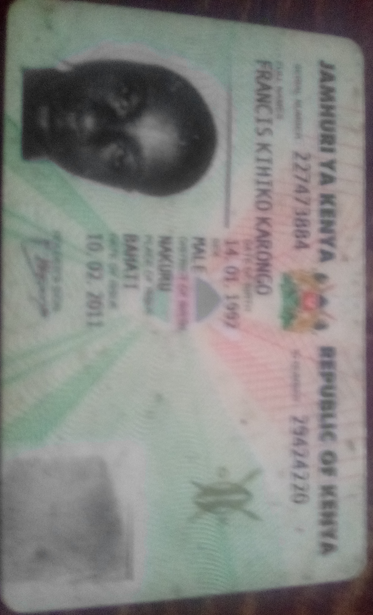 JAMHURI YA KENYA REPUBLIC OF KENYA
SERIAL NUMBER: 227473884 ID NUMBER: 29424220
FULL NAMES
FRANCIS KIHIKO KARONGO
DATE OF BIRTH
14. 01. 1997
SEX
MALE
DISTRICT OF BIRTH
NAKURU
PLACE OF ISSUE
BAHATI
DATE OF ISSUE
10. 02. 2011
HOLDER'S SIGN.